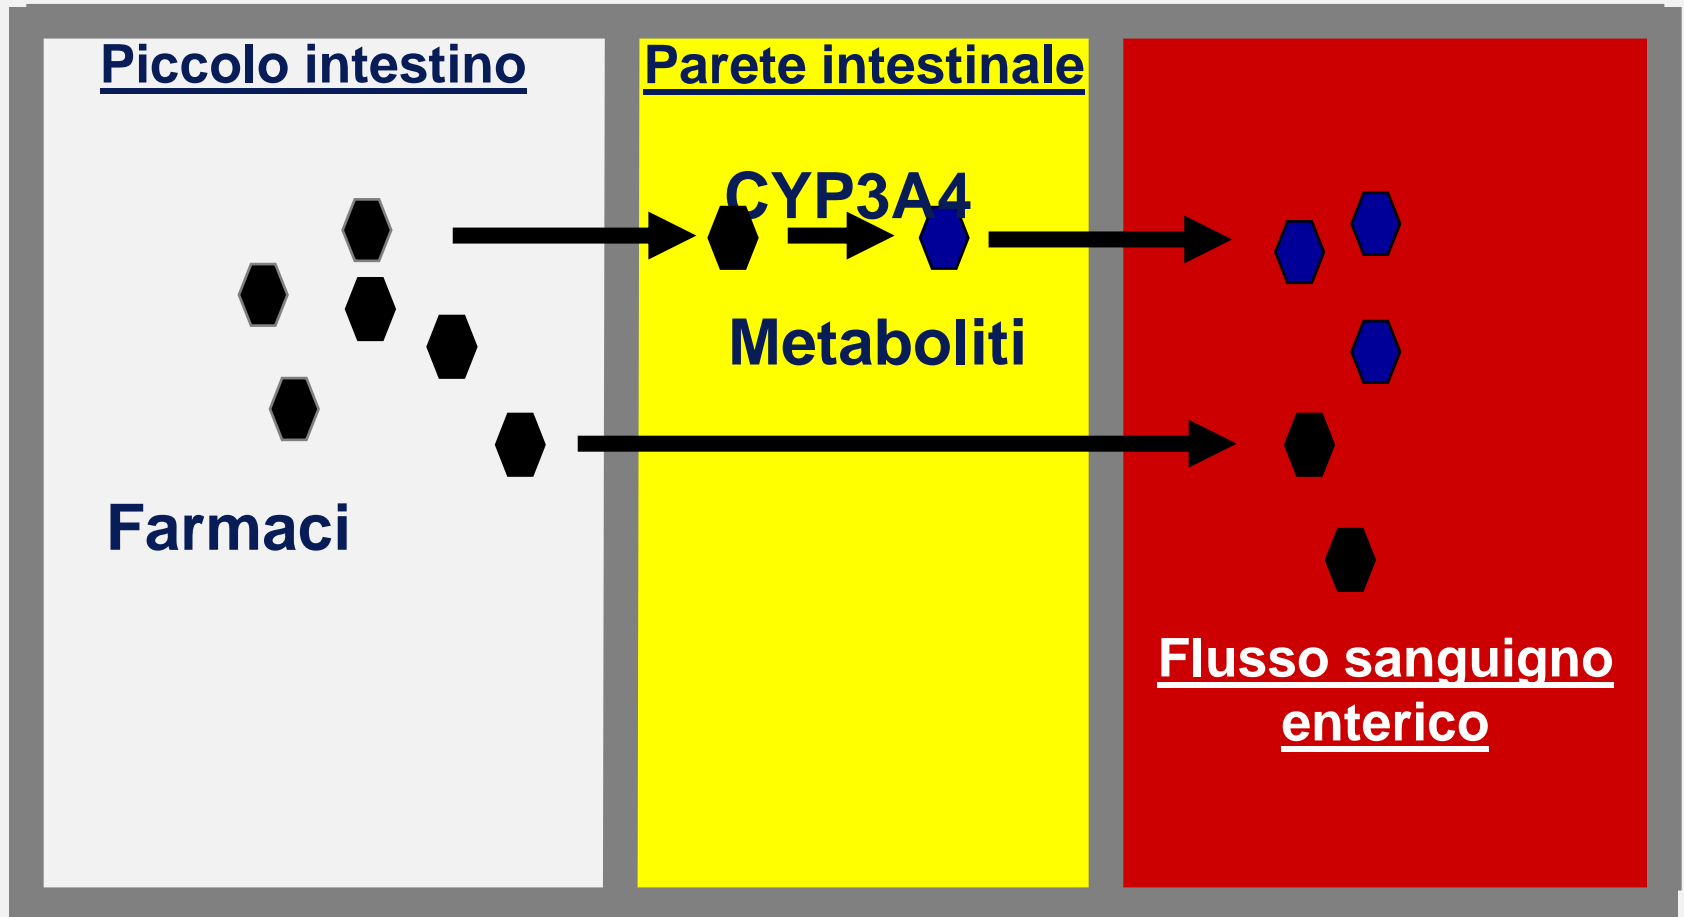 Piccolo intestino
Parete intestinale
CYP3A4
Metaboliti
Farmaci
Flusso sanguigno
enterico